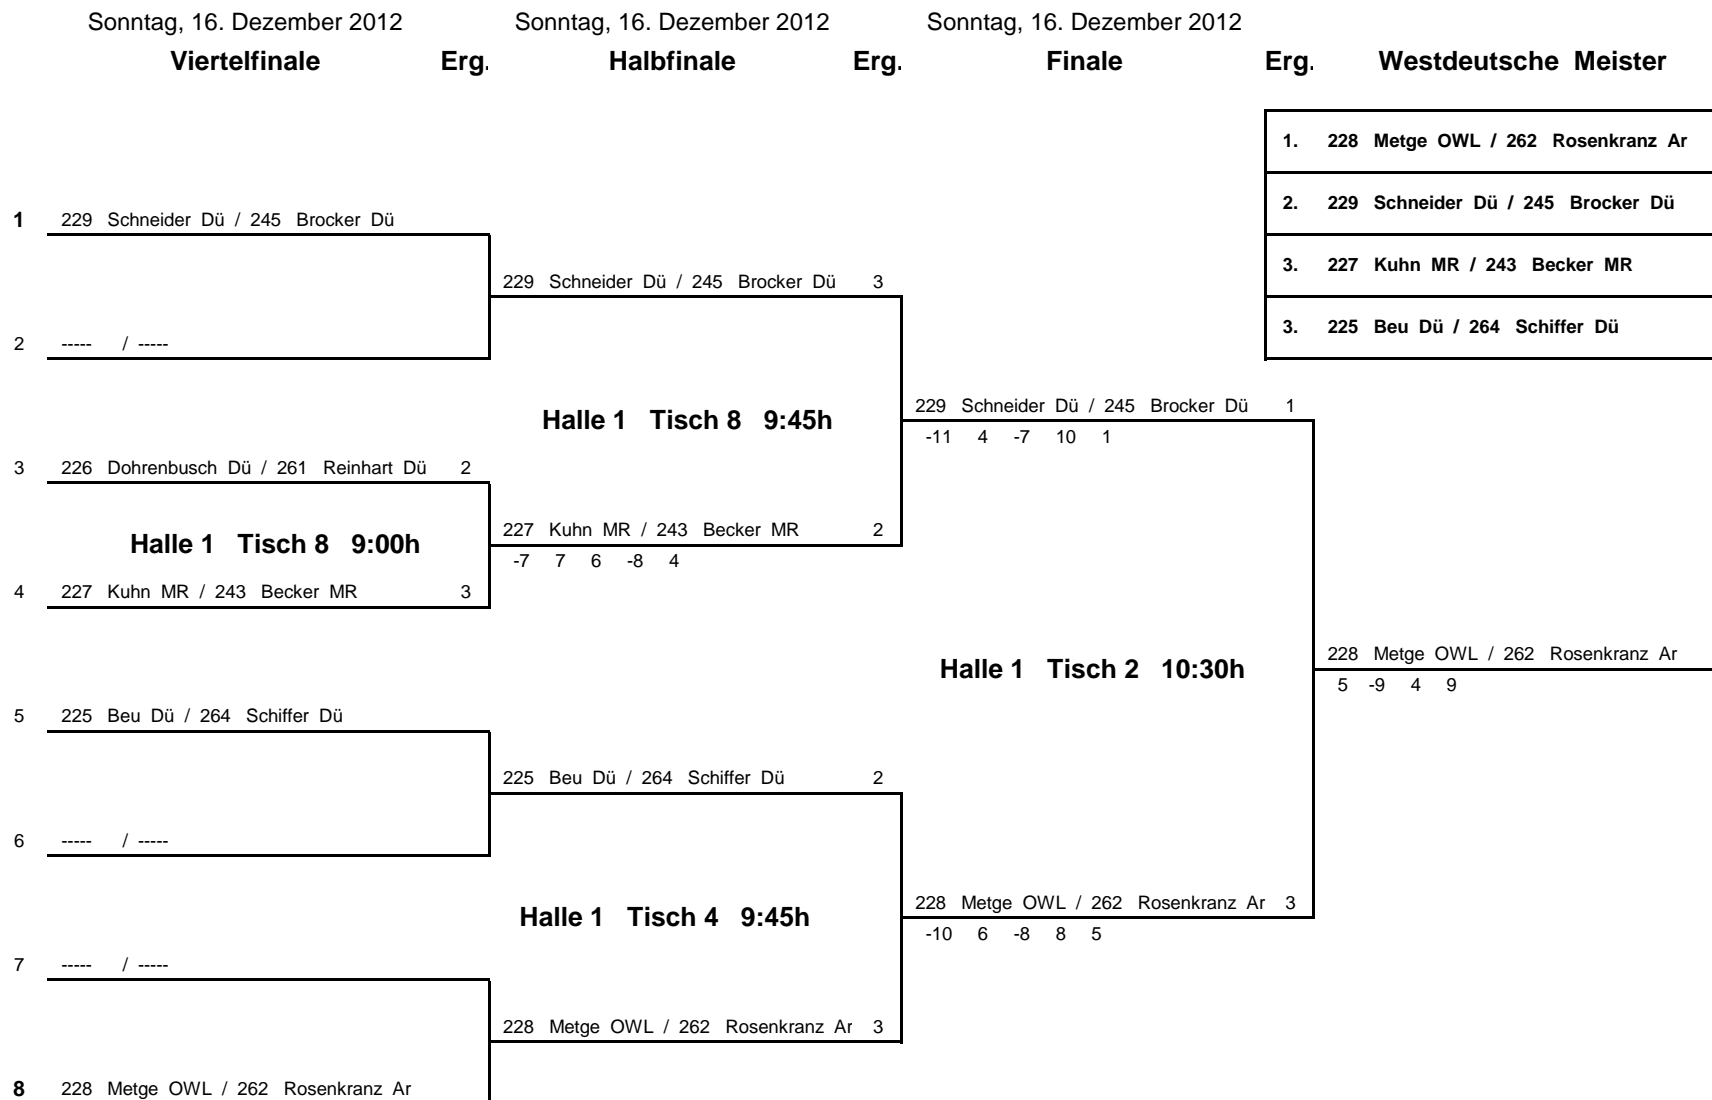 Sonntag, 16. Dezember 2012 Sonntag, 16. Dezember 2012 Sonntag, 16. Dezember 2012
Viertelfinale Erg. Halbfinale Erg. Finale Erg. Westdeutsche Meister
1. 228 Metge OWL / 262 Rosenkranz Ar
2. 229 Schneider Dü / 245 Brocker Dü
1 229 Schneider Dü / 245 Brocker Dü
3. 227 Kuhn MR / 243 Becker MR
229 Schneider Dü / 245 Brocker Dü 3
3. 225 Beu Dü / 264 Schiffer Dü
2 ----- / -----
229 Schneider Dü / 245 Brocker Dü 1
Halle 1 Tisch 8 9:45h
-11 4 -7 10 1
3 226 Dohrenbusch Dü / 261 Reinhart Dü 2
227 Kuhn MR / 243 Becker MR 2
Halle 1 Tisch 8 9:00h
-7 7 6 -8 4
4 227 Kuhn MR / 243 Becker MR 3
228 Metge OWL / 262 Rosenkranz Ar
Halle 1 Tisch 2 10:30h
5 -9 4 9
5 225 Beu Dü / 264 Schiffer Dü
225 Beu Dü / 264 Schiffer Dü 2
6 ----- / -----
228 Metge OWL / 262 Rosenkranz Ar 3
Halle 1 Tisch 4 9:45h
-10 6 -8 8 5
7 ----- / -----
228 Metge OWL / 262 Rosenkranz Ar 3
8 228 Metge OWL / 262 Rosenkranz Ar